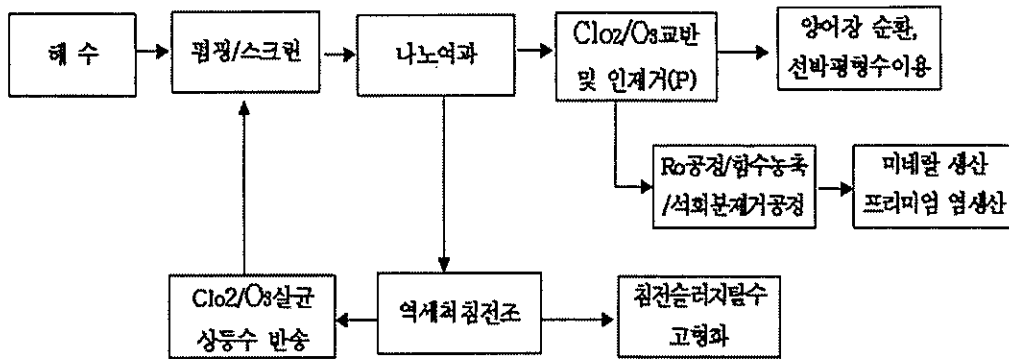 해 수
펌핑/스크린
나노여과
Clo2/O3교반
및 인제거(P)
양어장 순환,
선박평형수이용
Ro공정/함수농축
/석회분제거공정
미네랄 생산
프리미엄 염생산
Clo2/O3살균
상등수 반송
역세척침전조
침전슬러지탈수
고형화